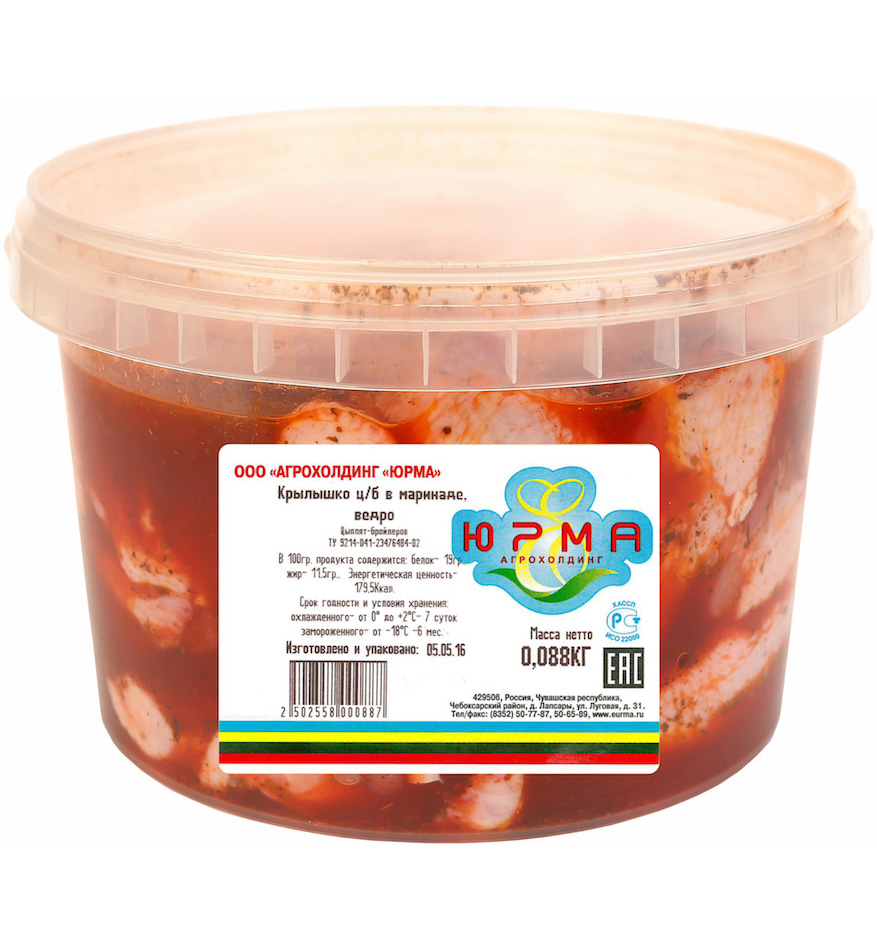 ООО «АГРОХОЛДИНГ «ЮРМА»
Крылышко ц/б в маринаде,
ведро
Цыплят-бройлеров
ТУ 9214-041-23476484-02
В 100гр. продукта содержится: белок- 19гр
жир- 11.5гр.. Энергетическая ценность-
179,5Ккал.
Срок годности и условия хранения:
охлажденного- от 0° до +2°С- 7 суток
замороженного- от -18°С -6 мес.
Изготовлено и упаковано: 05.05.16
2 502558 000887
ЮРМА
АГРОХОЛДИНГ
Масса нетто
0,088КГ
ХАССП
РС
ИСО 22000
ЕАС
429506, Россия, Чувашская республика,
Чебоксарский район, д. Лапсары, ул. Луговая, д. 31.
Тел/факс: (8352) 50-77-87, 50-65-89, www.eurma.ru